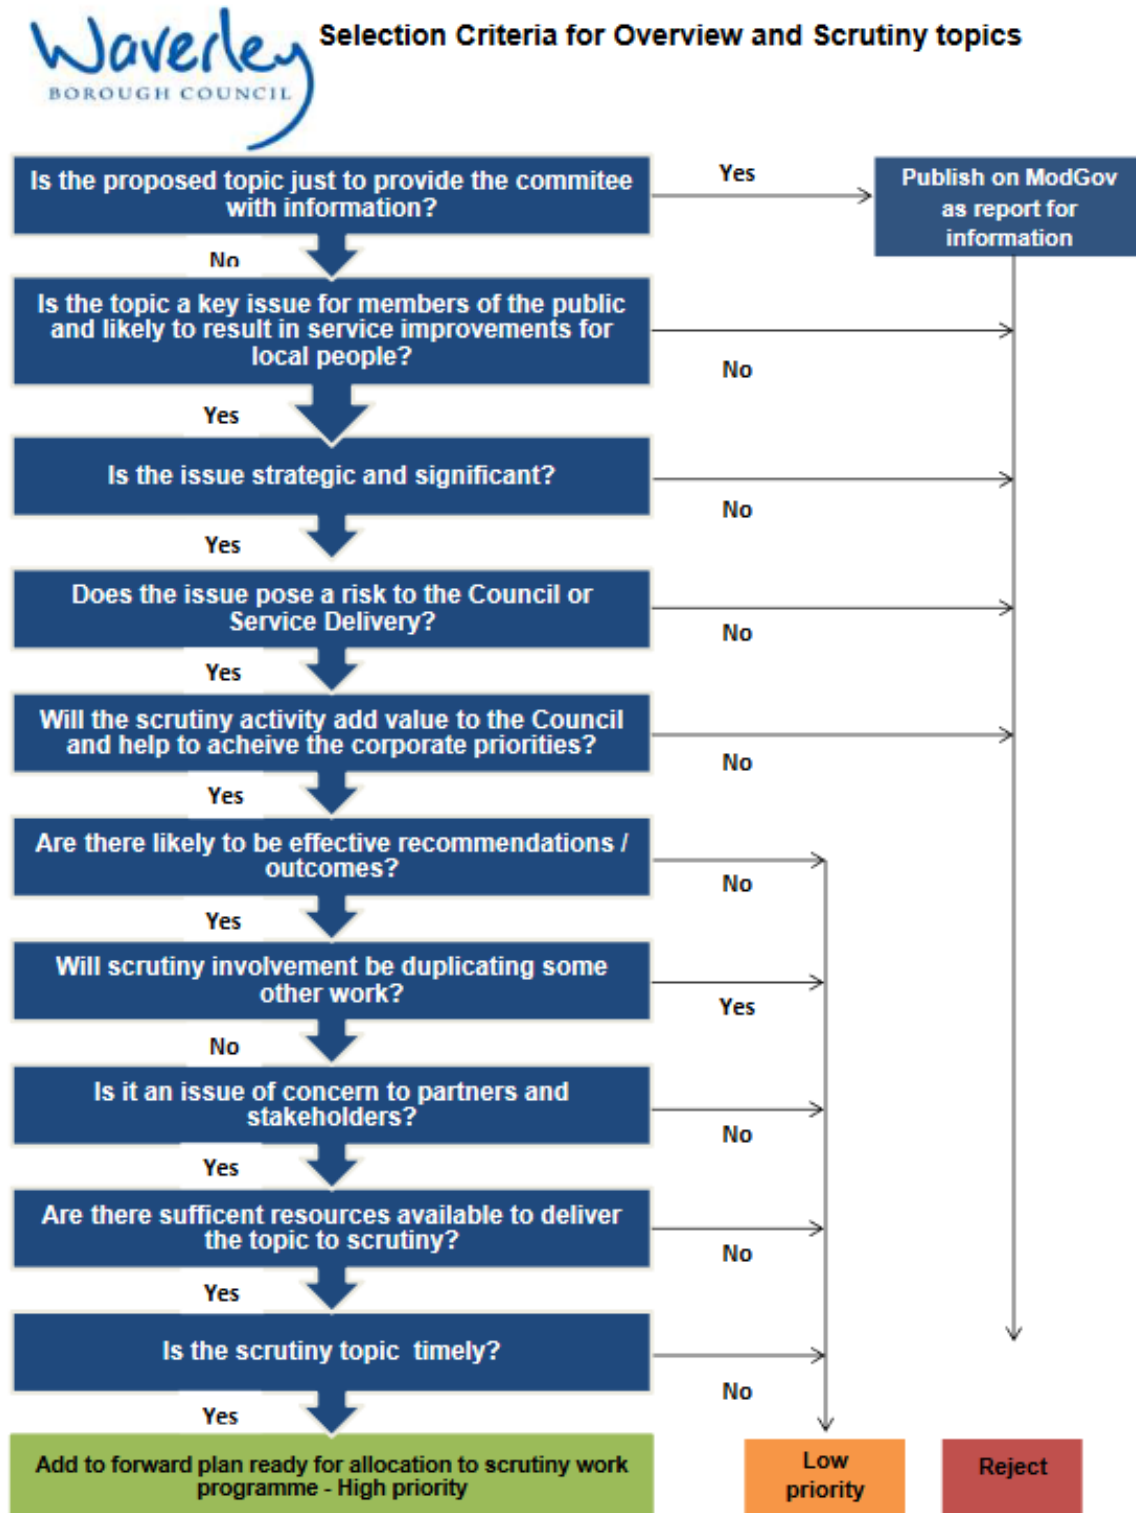 Waverley
BOROUGH COUNCIL
Selection Criteria for Overview and Scrutiny topics
Is the proposed topic just to provide the commitee
with information?
Yes
Publish on ModGov
as report for
information
No
Is the topic a key issue for members of the public
and likely to result in service improvements for
local people?
No
Yes
Is the issue strategic and significant?
No
Yes
Does the issue pose a risk to the Council or
Service Delivery?
No
Yes
Will the scrutiny activity add value to the Council
and help to acheive the corporate priorities?
No
Yes
Are there likely to be effective recommendations /
outcomes?
No
Yes
Will scrutiny involvement be duplicating some
other work?
Yes
No
Is it an issue of concern to partners and
stakeholders?
No
Yes
Are there sufficent resources available to deliver
the topic to scrutiny?
No
Yes
Is the scrutiny topic timely?
No
Yes
Add to forward plan ready for allocation to scrutiny work
programme - High priority
Low
priority
Reject